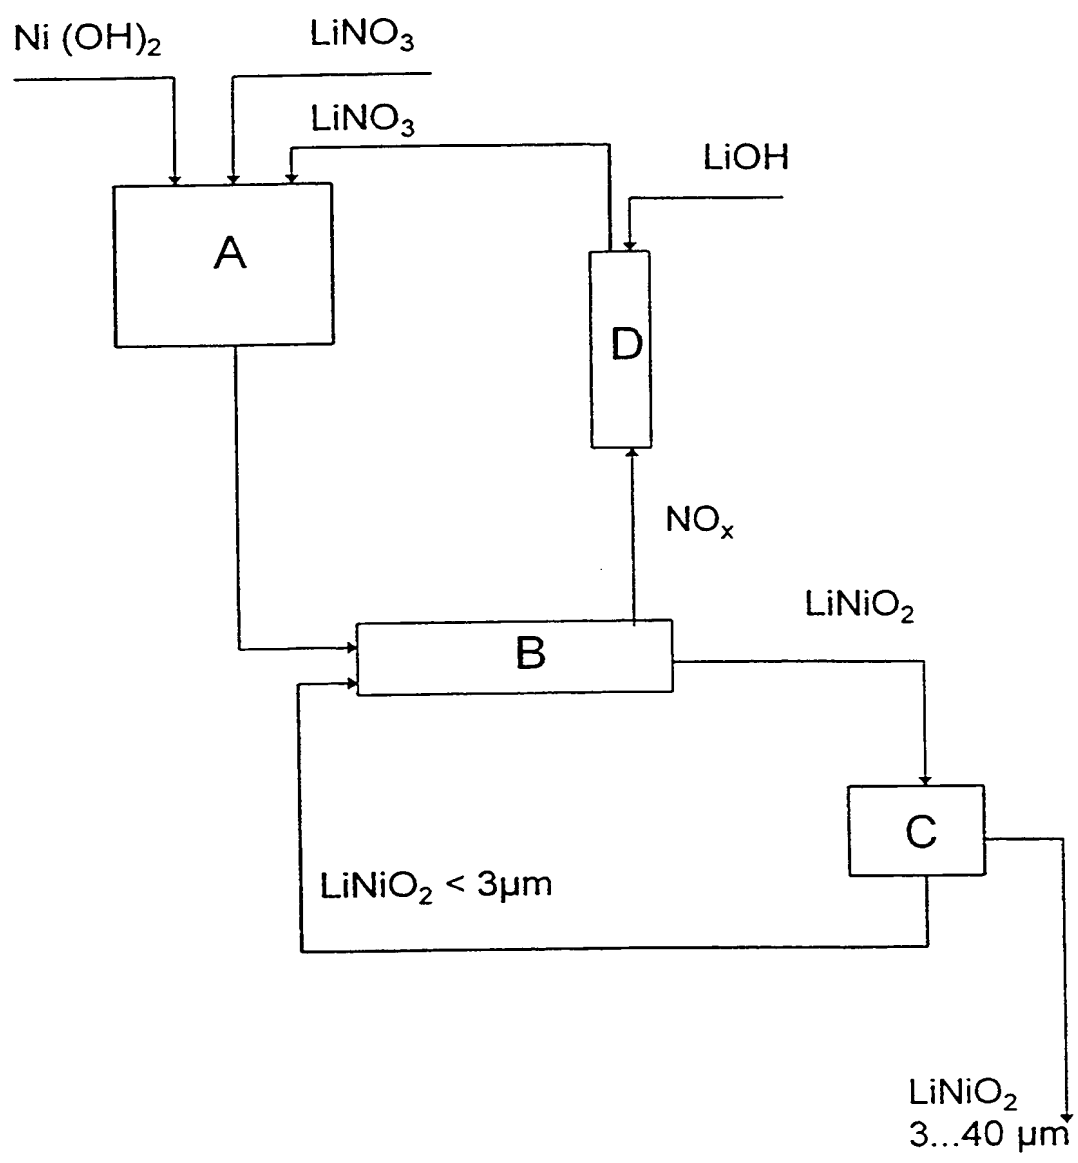 Ni (OH)₂
LiNO₃
LiNO₃
LiOH
A
D
NOₓ
LiNiO₂
B
C
LiNiO₂ < 3µm
LiNiO₂
3...40 µm